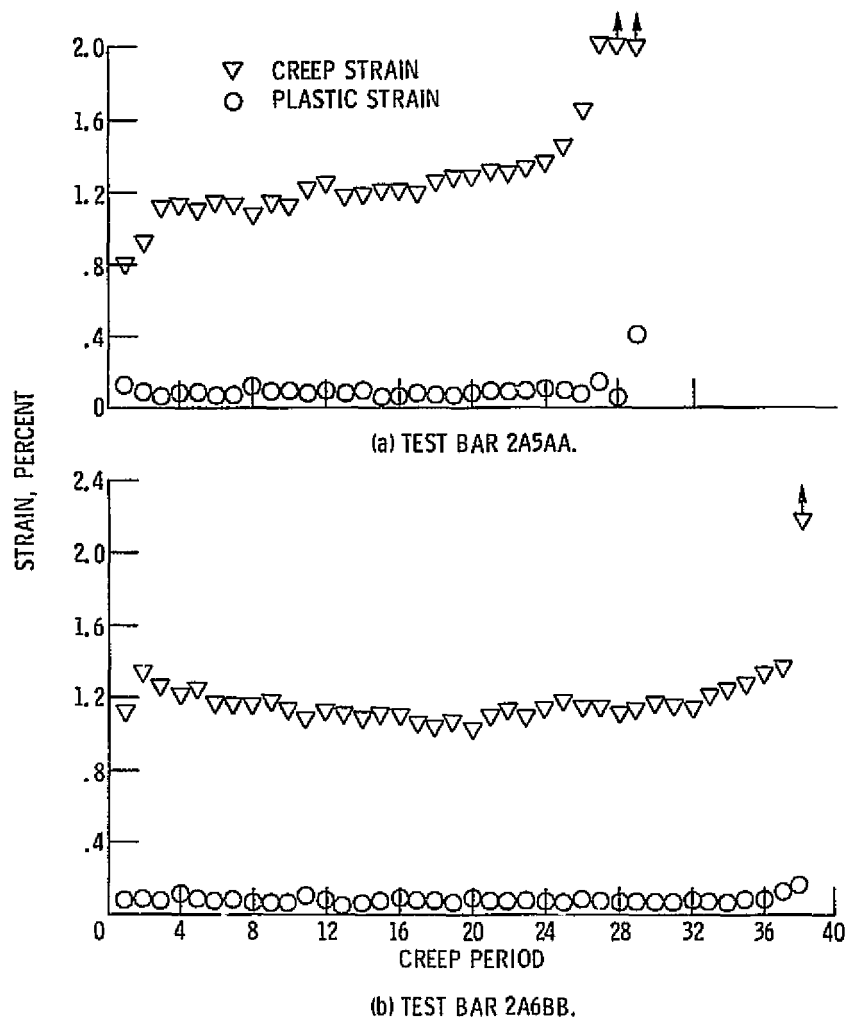 2.0
CREEP STRAIN
PLASTIC STRAIN
1.6
1.2
.8
.4
0
(a) TEST BAR 2A5AA.
STRAIN, PERCENT
2.4
2.0
1.6
1.2
.8
.4
0 4 8 12 16 20 24 28 32 36 40
CREEP PERIOD
(b) TEST BAR 2A6BB.